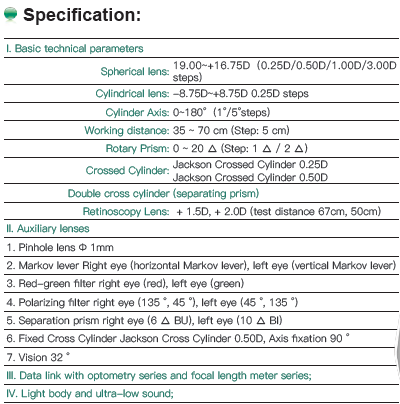 Specification:
I. Basic technical parameters
Spherical lens: 19.00~+16.75D (0.25D/0.50D/1.00D/3.00D
steps)
Cylindrical lens: −8.75D~+8.75D 0.25D steps
Cylinder Axis: 0~180° (1°/5°steps)
Working distance: 35 ~ 70 cm (Step: 5 cm)
Rotary Prism: 0 ~ 20 △ (Step: 1 △ / 2 △)
Crossed Cylinder: Jackson Crossed Cylinder 0.25D
Jackson Crossed Cylinder 0.50D
Double cross cylinder (separating prism)
Retinoscopy Lens: + 1.5D, + 2.0D (test distance 67cm, 50cm)
II. Auxiliary lenses
1. Pinhole lens Φ 1mm
2. Markov lever Right eye (horizontal Markov lever), left eye (vertical Markov lever)
3. Red-green filter right eye (red), left eye (green)
4. Polarizing filter right eye (135 °, 45 °), left eye (45 °, 135 °)
5. Separation prism right eye (6 △ BU), left eye (10 △ BI)
6. Fixed Cross Cylinder Jackson Cross Cylinder 0.50D, Axis fixation 90 °
7. Vision 32 °
III. Data link with optometry series and focal length meter series;
IV. Light body and ultra-low sound;